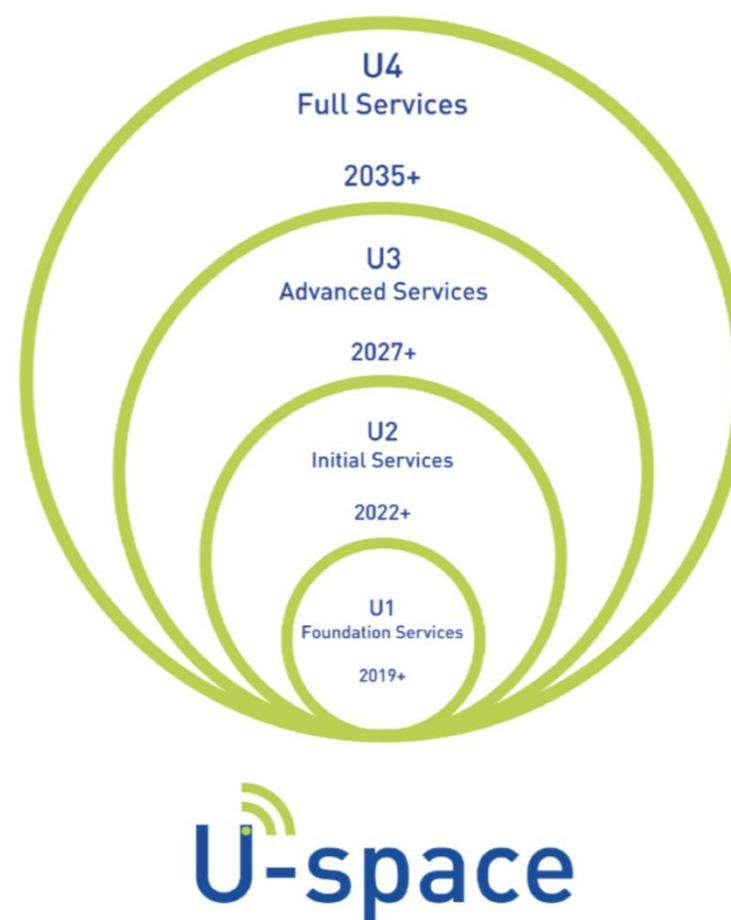 U4
Full Services
2035+
U3
Advanced Services
2027+
U2
Initial Services
2022+
U1
Foundation Services
2019+
U-space